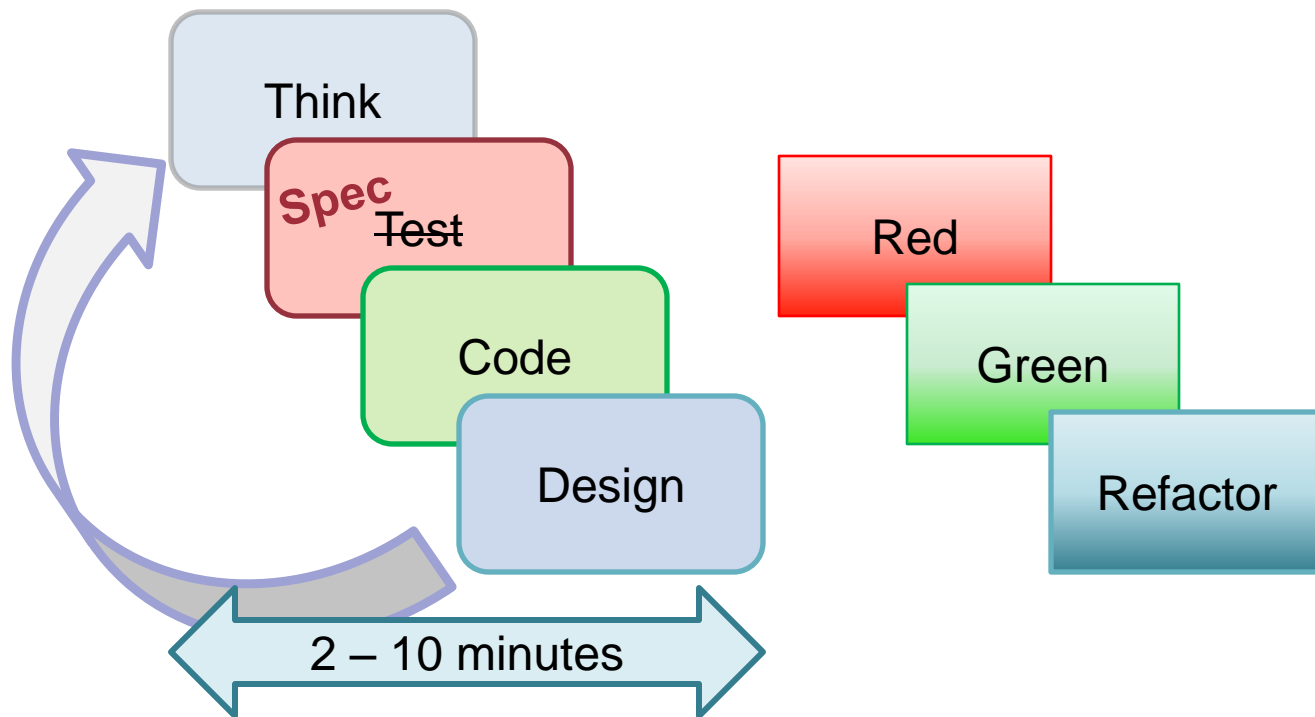 Think
Spec
Test
Code
Design
2 – 10 minutes
Red
Green
Refactor